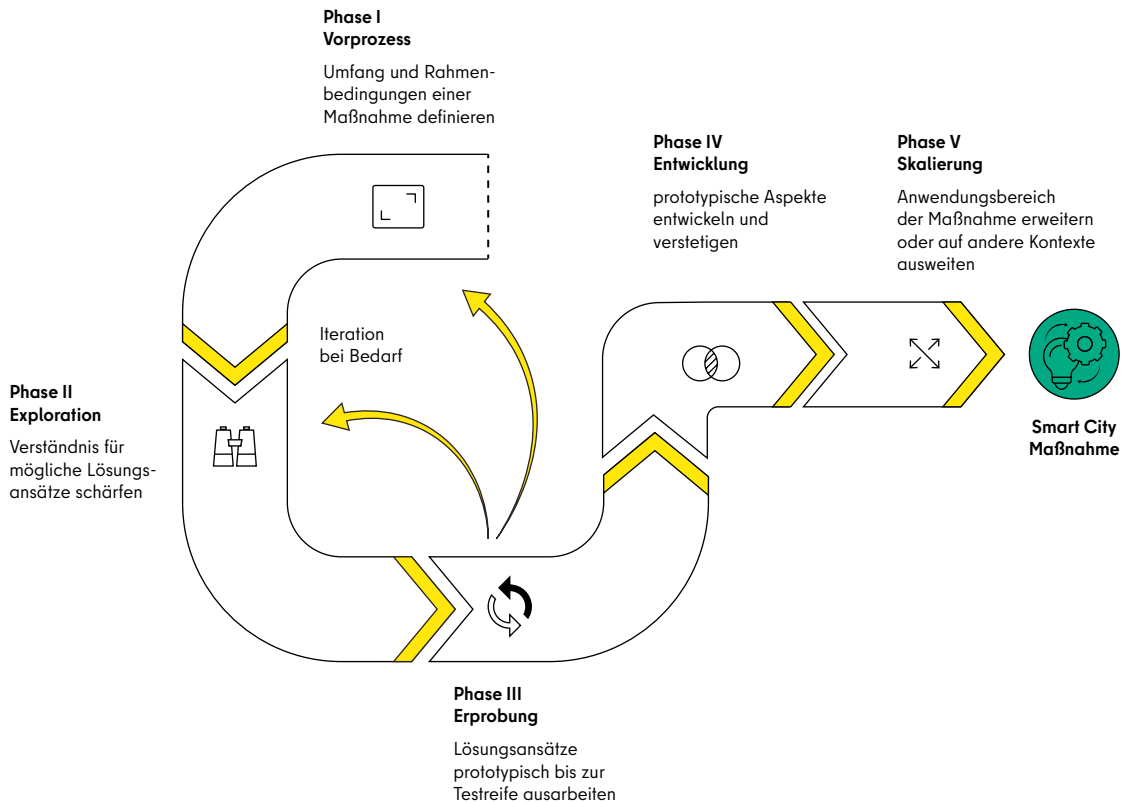 Phase I
Vorprozess
Umfang und Rahmen-
bedingungen einer
Maßnahme definieren
Phase II
Exploration
Verständnis für
mögliche Lösungs-
ansätze schärfen
Iteration
bei Bedarf
Phase III
Erprobung
Lösungsansätze
prototypisch bis zur
Testreife ausarbeiten
Phase IV
Entwicklung
prototypische Aspekte
entwickeln und
verstetigen
Phase V
Skalierung
Anwendungsbereich
der Maßnahme erweitern
oder auf andere Kontexte
ausweiten
Smart City
Maßnahme